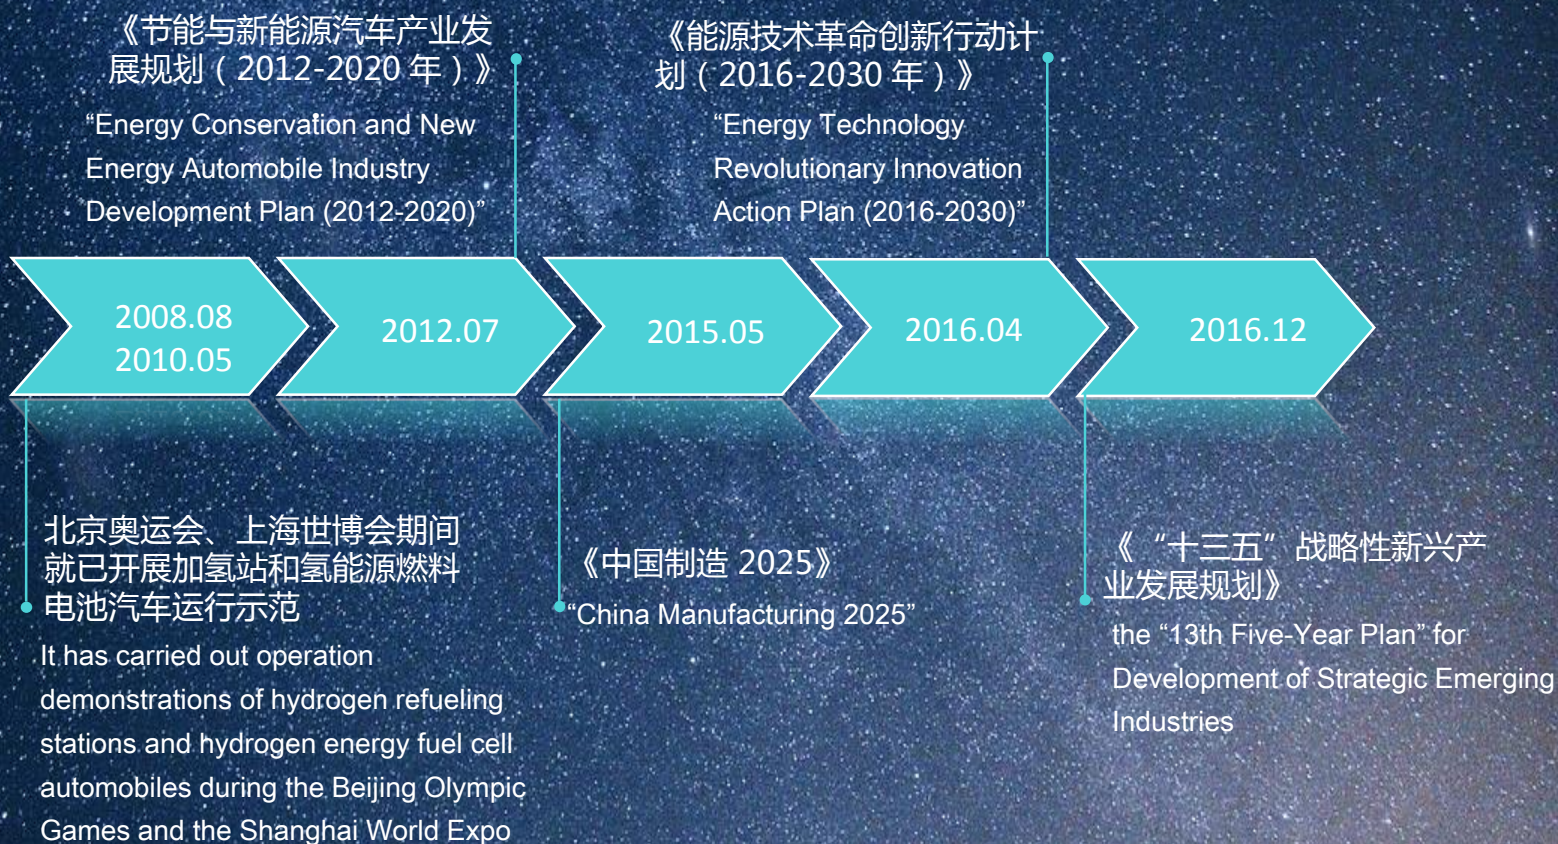 《节能与新能源汽车产业发
展规划（2012-2020 年）》
“Energy Conservation and New
Energy Automobile Industry
Development Plan (2012-2020)”
《能源技术革命创新行动计
划（2016-2030 年）》
“Energy Technology
Revolutionary Innovation
Action Plan (2016-2030)”
2008.08
2010.05
2012.07
2015.05
2016.04
2016.12
北京奥运会、上海世博会期间
就已开展加氢站和氢能源燃料
电池汽车运行示范
It has carried out operation
demonstrations of hydrogen refueling
stations and hydrogen energy fuel cell
automobiles during the Beijing Olympic
Games and the Shanghai World Expo
《中国制造 2025》
“China Manufacturing 2025”
《“十三五”战略性新兴产
业发展规划》
the “13th Five-Year Plan” for
Development of Strategic Emerging
Industries